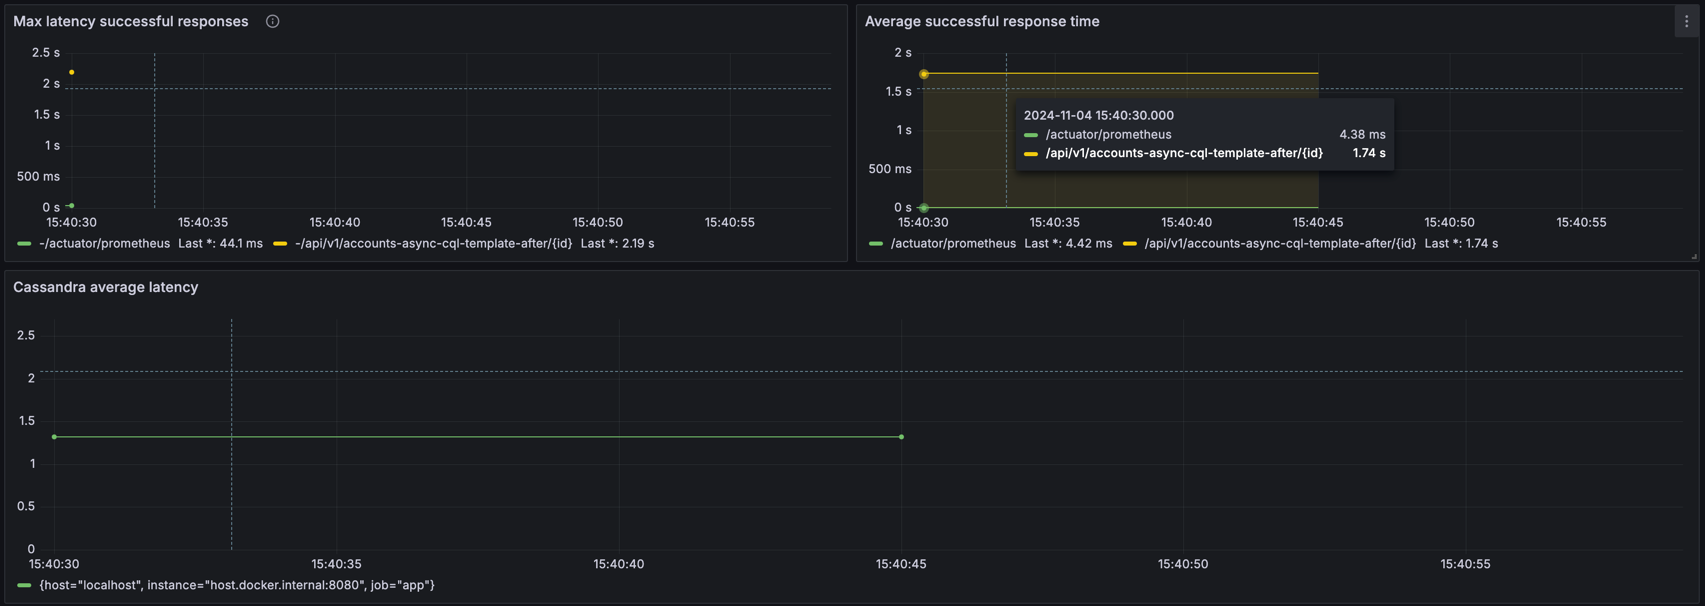 Max latency successful responses
2.5 s
2 s
1.5 s
1 s
500 ms
0 s
15:40:30 15:40:35 15:40:40 15:40:45 15:40:50 15:40:55
-/actuator/prometheus Last *: 44.1 ms -/api/v1/accounts-async-cql-template-after/{id} Last *: 2.19 s
Average successful response time
2 s
1.5 s
1 s
500 ms
0 s
2024-11-04 15:40:30.000
/actuator/prometheus 4.38 ms
/api/v1/accounts-async-cql-template-after/{id} 1.74 s
15:40:30 15:40:35 15:40:40 15:40:45 15:40:50 15:40:55
/actuator/prometheus Last *: 4.42 ms /api/v1/accounts-async-cql-template-after/{id} Last *: 1.74 s
Cassandra average latency
2.5
2
1.5
1
0.5
0
15:40:30 15:40:35 15:40:40 15:40:45 15:40:50 15:40:55
{host="localhost", instance="host.docker.internal:8080", job="app"}